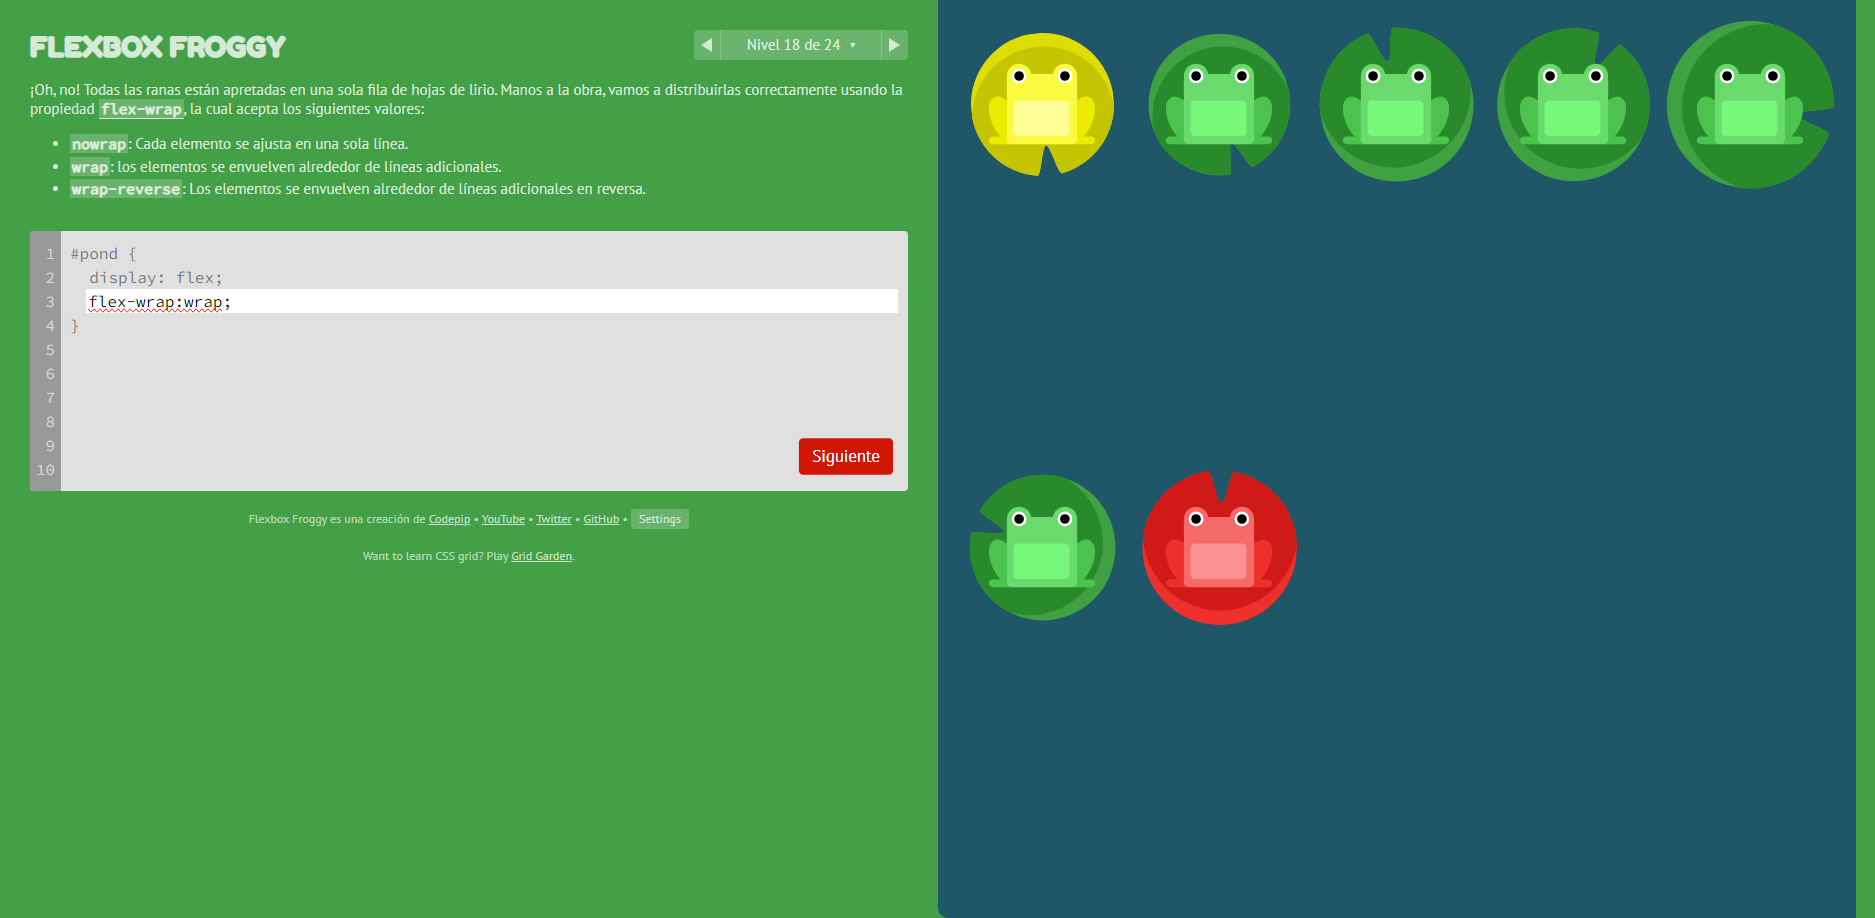 FLEXBOX FROGGY
Nivel 18 de 24
¡Oh, no! Todas las ranas están apretadas en una sola fila de hojas de lirio. Manos a la obra, vamos a distribuirlas correctamente usando la
propiedad flex-wrap, la cual acepta los siguientes valores:
nowrap: Cada elemento se ajusta en una sola línea.
wrap: los elementos se envuelven alrededor de líneas adicionales.
wrap-reverse: Los elementos se envuelven alrededor de líneas adicionales en reversa.
1 #pond {
2 display: flex;
3 flex-wrap:wrap;
4 }
5
6
7
8
9
10
Siguiente
Flexbox Froggy es una creación de Codepip • YouTube • Twitter • GitHub • Settings
Want to learn CSS grid? Play Grid Garden.